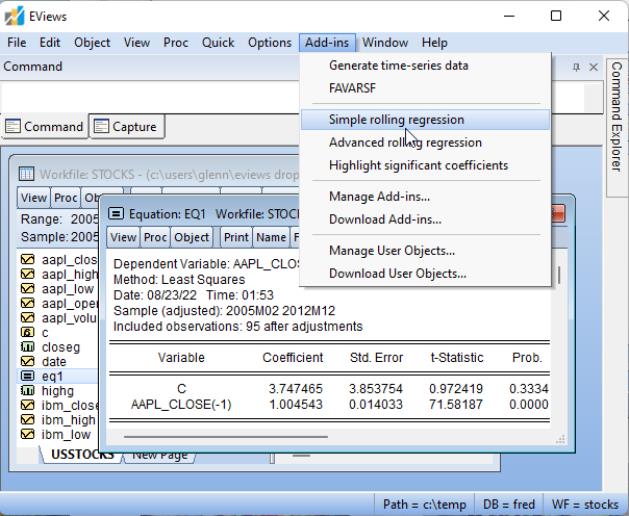 EViews
File Edit Object View Proc Quick Options Add-ins Window Help
Command
Command Capture
Command Explorer
Generate time-series data
FAVARSF
Simple rolling regression
Advanced rolling regression
Highlight significant coefficients
Manage Add-ins...
Download Add-ins...
Manage User Objects...
Download User Objects...
Workfile: STOCKS - (c:\users\glenn\eviews drop
View Proc Ob
Range: 2005
Sample: 2005
aapl_clos
aapl_high
aapl_low
aapl_ope
aapl_volu
c
closeg
date
eq1
highg
ibm_close
ibm_high
ibm_low
USSTOCKS New Page
Equation: EQ1 Workfile: STOC
View Proc Object Print Name F
Dependent Variable: AAPL_CLOS
Method: Least Squares
Date: 08/23/22 Time: 01:53
Sample (adjusted): 2005M02 2012M12
Included observations: 95 after adjustments
Variable Coefficient Std. Error t-Statistic Prob.
C 3.747465 3.853754 0.972419 0.3334
AAPL_CLOSE(-1) 1.004543 0.014033 71.58187 0.0000
Path = c:\temp DB = fred WF = stocks